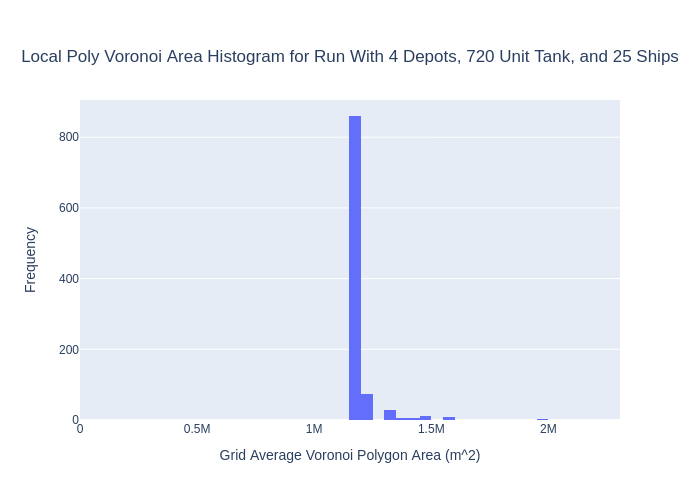 Local Poly Voronoi Area Histogram for Run With 4 Depots, 720 Unit Tank, and 25 Ships
Frequency
800
600
400
200
0
0 0.5M 1M 1.5M 2M
Grid Average Voronoi Polygon Area (m^2)